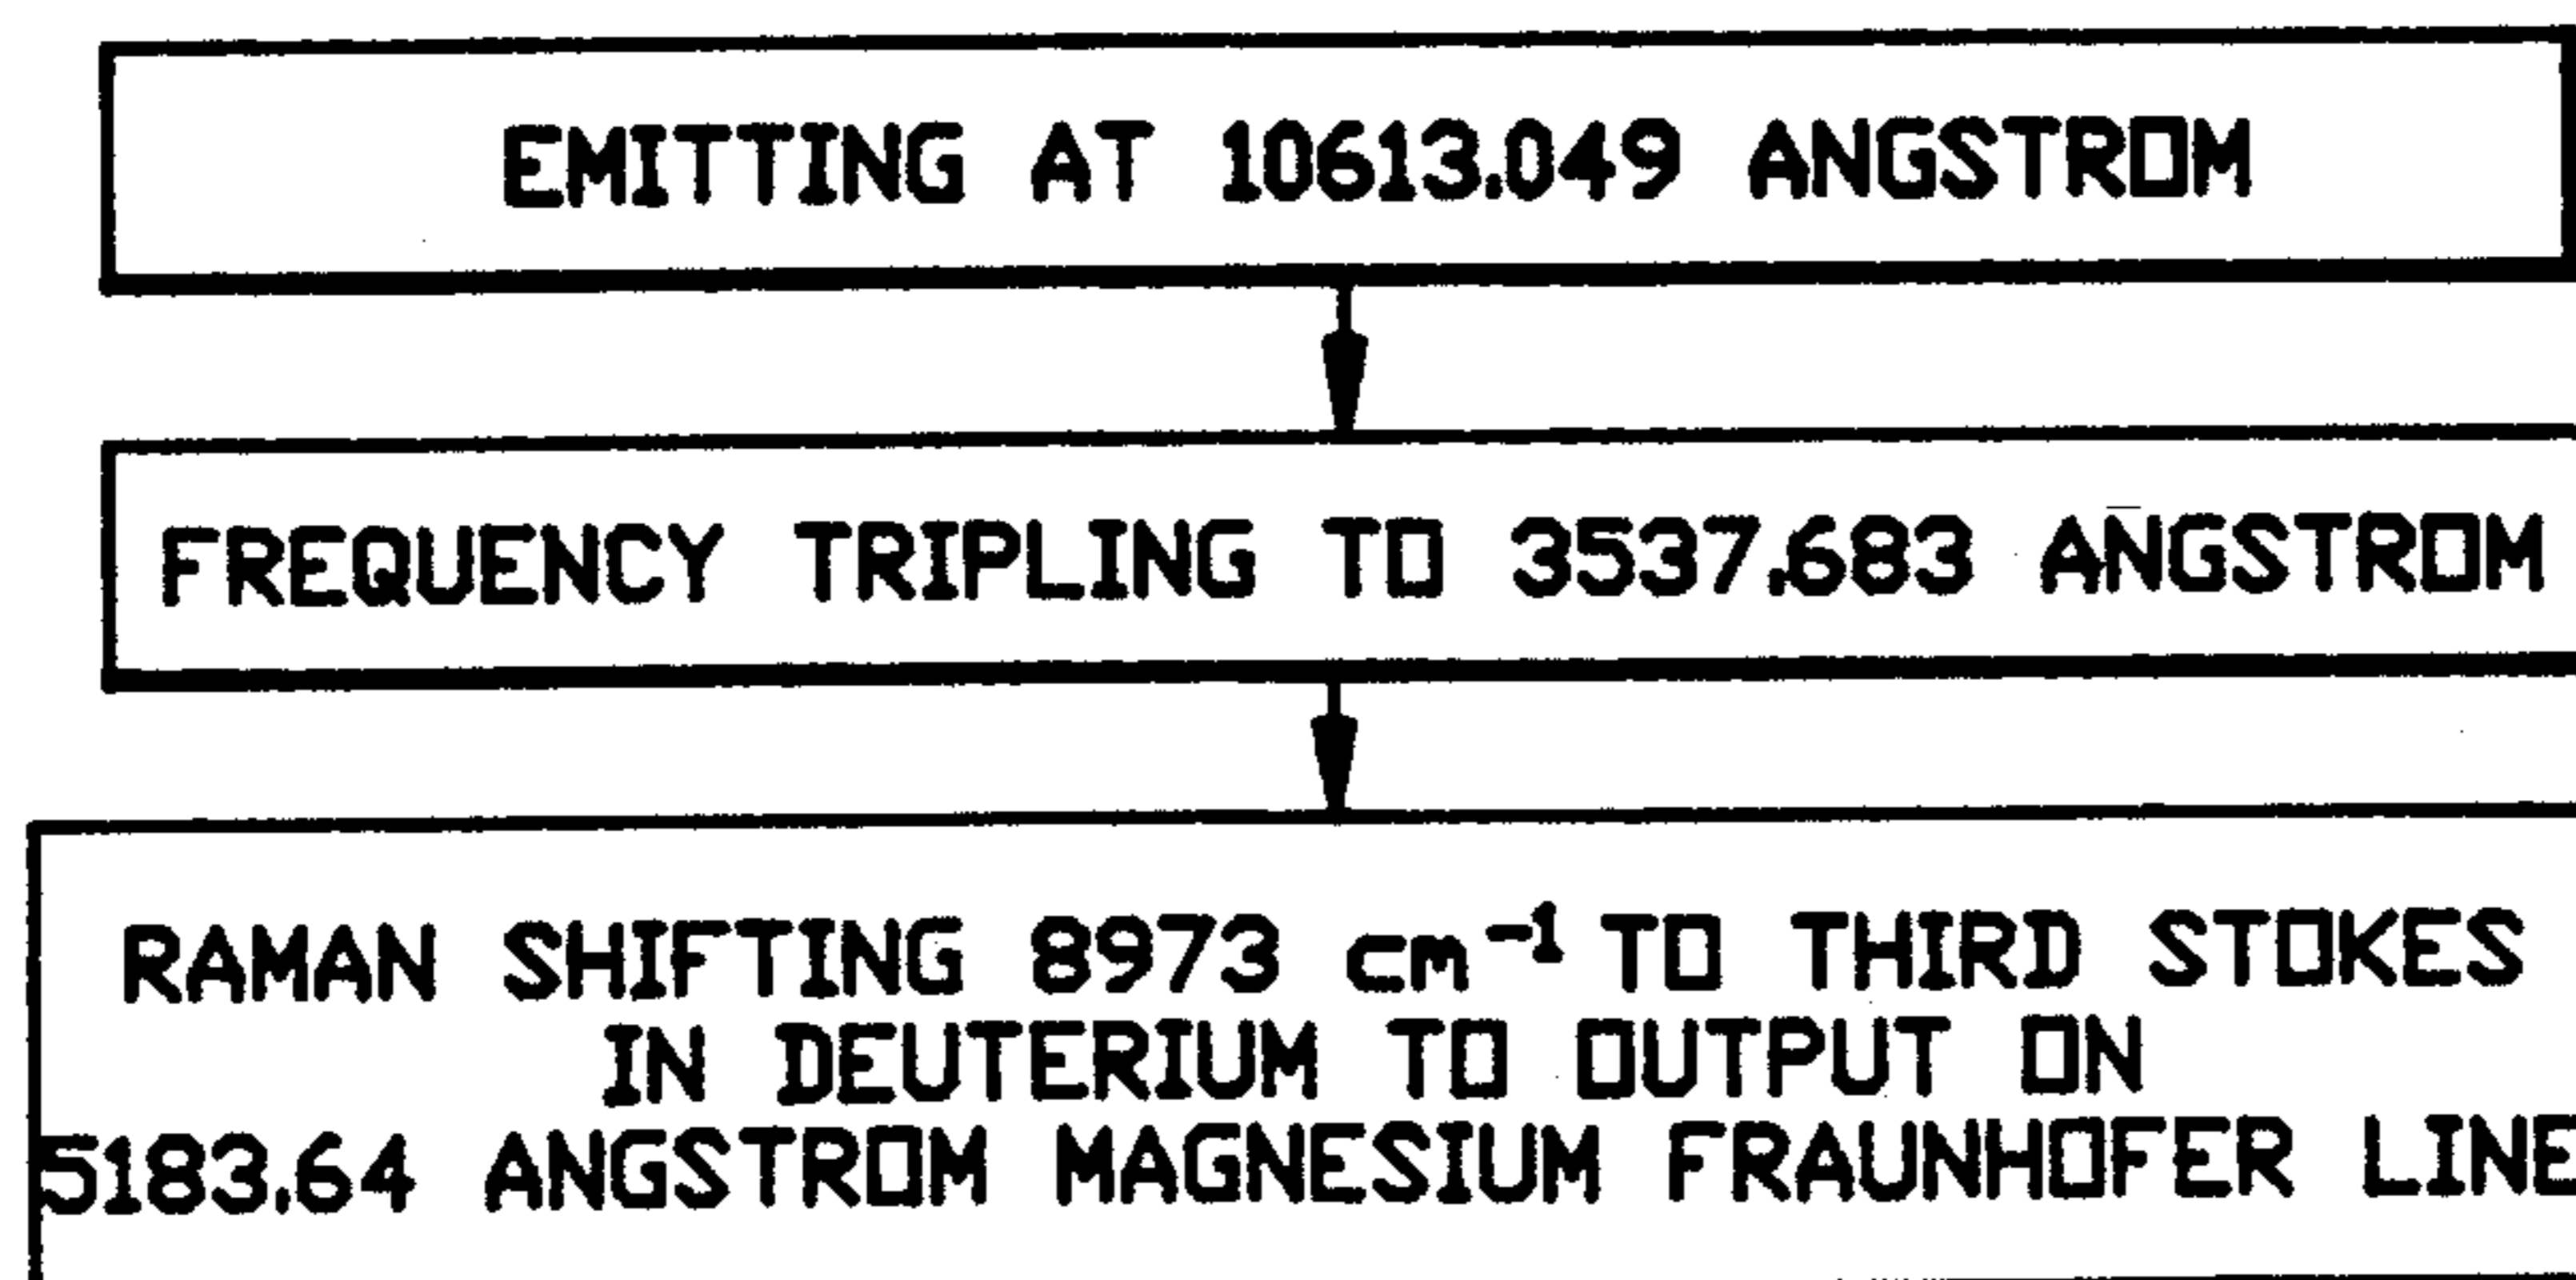 EMITTING AT 10613.049 ANGSTROM
FREQUENCY TRIPLING TO 3537.683 ANGSTROM
RAMAN SHIFTING 8973 cm⁻¹ TO THIRD STOKES
IN DEUTERIUM TO OUTPUT ON
5183.64 ANGSTROM MAGNESIUM FRAUNHOFER LINE